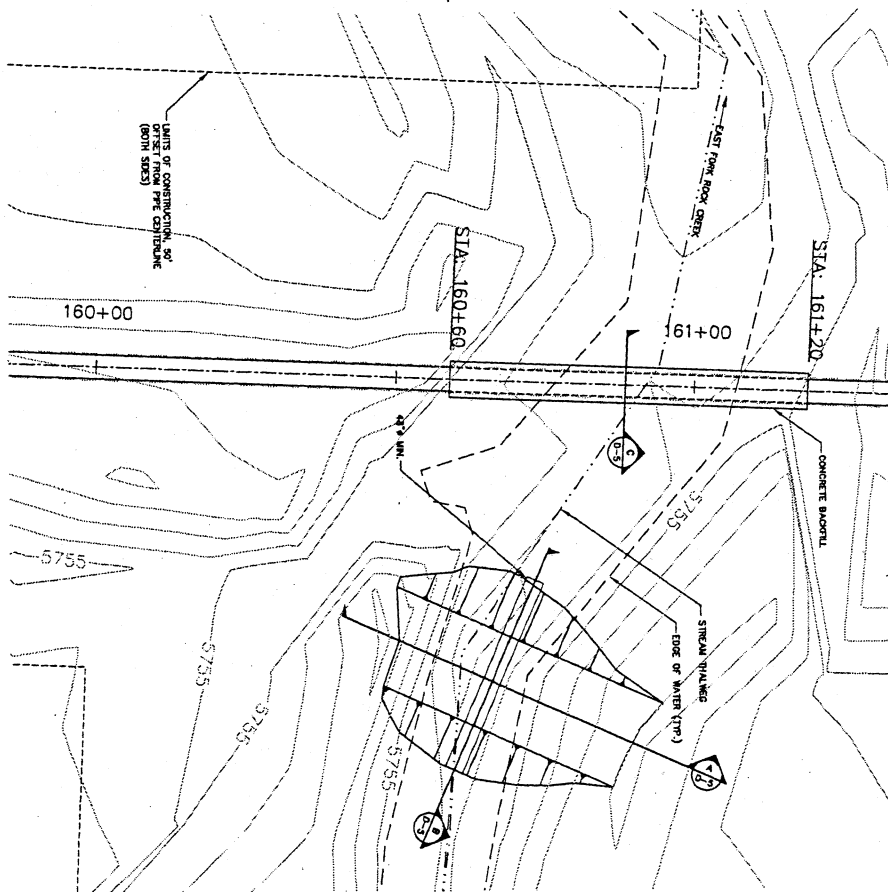 LIMITS OF CONSTRUCTION, 50'
OFFSET FROM PIPE CENTERLINE
(BOTH SIDES)
EAST FORK ROCK CREEK
STA: 160+60
STA: 161+20
160+00
161+00
CONCRETE BACKFILL
MIN.
C
D-5
5755
STREAM THALWEG
EDGE OF WATER (TYP.)
5755
5755
5755
5755
A
D-5
B
D-5